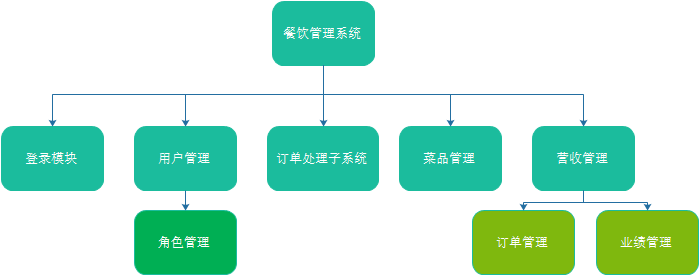 餐饮管理系统
登录模块
用户管理
订单处理子系统
菜品管理
营收管理
角色管理
订单管理
业绩管理